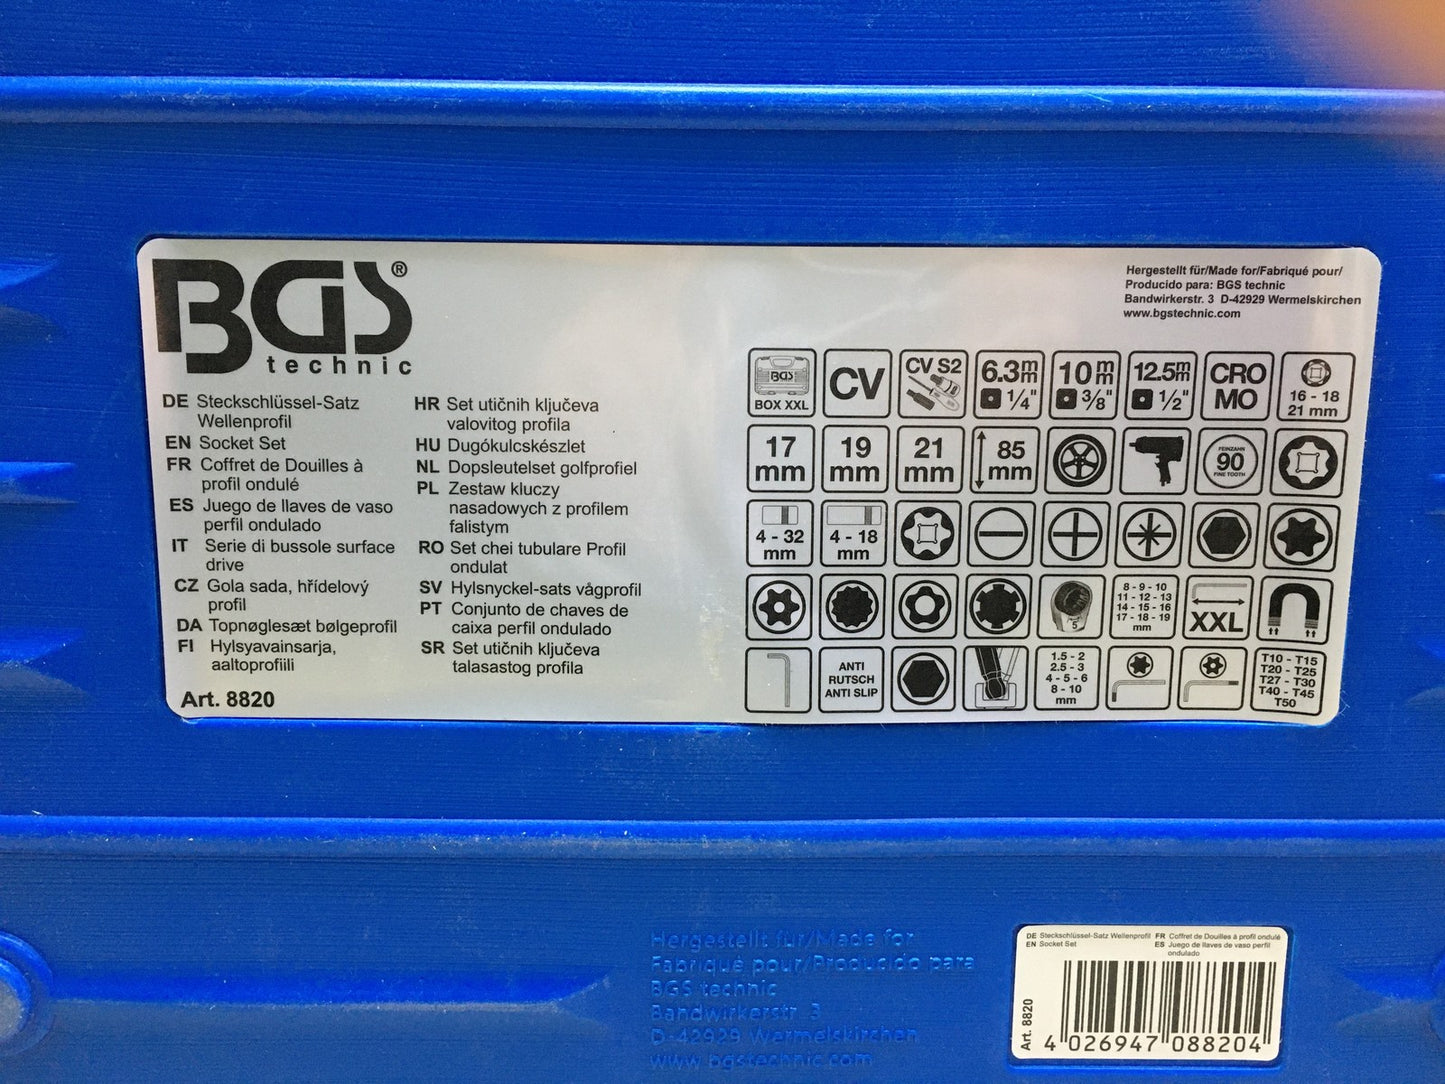 BGS®
technic
Hergestellt für/Made for/Fabriqué pour/
Producido para: BGS technic
Bandwirkerstr. 3 D-42929 Wermelskirchen
www.bgstechnic.com
DE Steckschlüssel-Satz
Wellenprofil
EN Socket Set
FR Coffret de Douilles à
profil ondulé
ES Juego de llaves de vaso
perfil ondulado
IT Serie di bussole surface
drive
CZ Gola sada, hřídelový
profil
DA Topnøglesæt bølgeprofil
FI Hylsyavainsarja,
aaltoprofiili
Art. 8820
HR Set utičnih ključeva
valovitog profila
HU Dugókulcskészlet
NL Dopsleutelset golfprofiel
PL Zestaw kluczy
nasadowych z profilem
falistym
RO Set chei tubulare Profil
ondulat
SV Hylsnyckel-sats vågprofil
PT Conjunto de chaves de
caixa perfil ondulado
SR Set utičnih ključeva
talasastog profila
BGS
BOX XXL
CV
CV S2
6.3mm
1/4"
10mm
3/8"
12.5mm
1/2"
CRO
MO
16 - 18
21 mm
17
mm
19
mm
21
mm
85
mm
FEINZAHN
90
FINE TOOTH
4 - 32
mm
4 - 18
mm
5
8 - 9 - 10
11 - 12 - 13
14 - 15 - 16
17 - 18 - 19
mm
XXL
ANTI
RUTSCH
ANTI SLIP
1.5 - 2
2.5 - 3
4 - 5 - 6
8 - 10
mm
T10 - T15
T20 - T25
T27 - T30
T40 - T45
T50
Hergestellt für/Made for
Fabriqué pour/Producido para
BGS technic
Bandwirkerstr. 3
D-42929 Wermelskirchen
www.bgstechnic.com
DE Steckschlüssel-Satz Wellenprofil
EN Socket Set
FR Coffret de Douilles à profil ondulé
ES Juego de llaves de vaso perfil
ondulado
Art. 8820
4 026947 088204